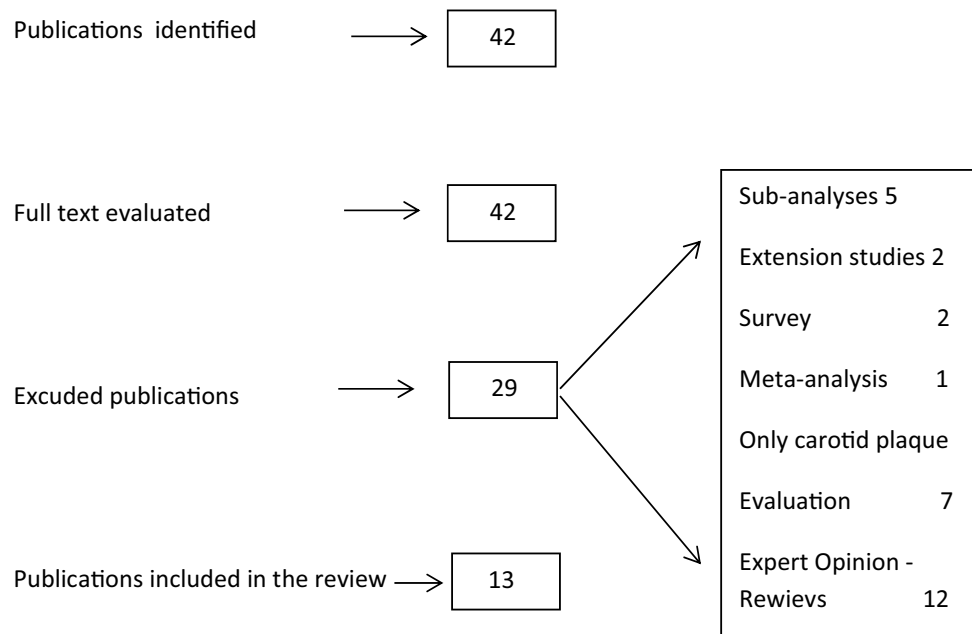 Publications identified
42
Full text evaluated
42
Excuded publications
29
Publications included in the review
13
Sub-analyses 5
Extension studies 2
Survey 2
Meta-analysis 1
Only carotid plaque
Evaluation 7
Expert Opinion -
Rewievs 12